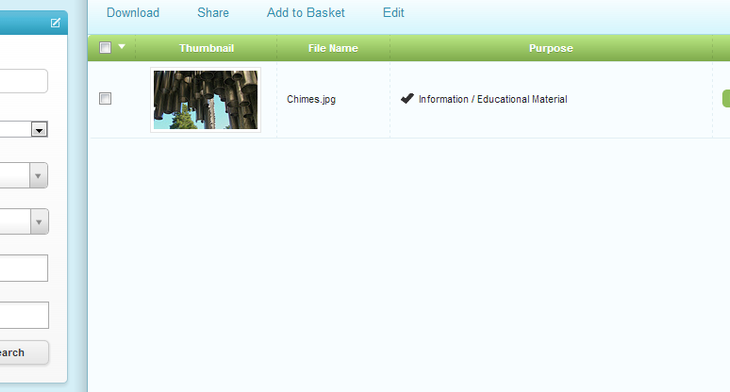 Download Share Add to Basket Edit
Thumbnail File Name Purpose
Chimes.jpg Information / Educational Material
earch